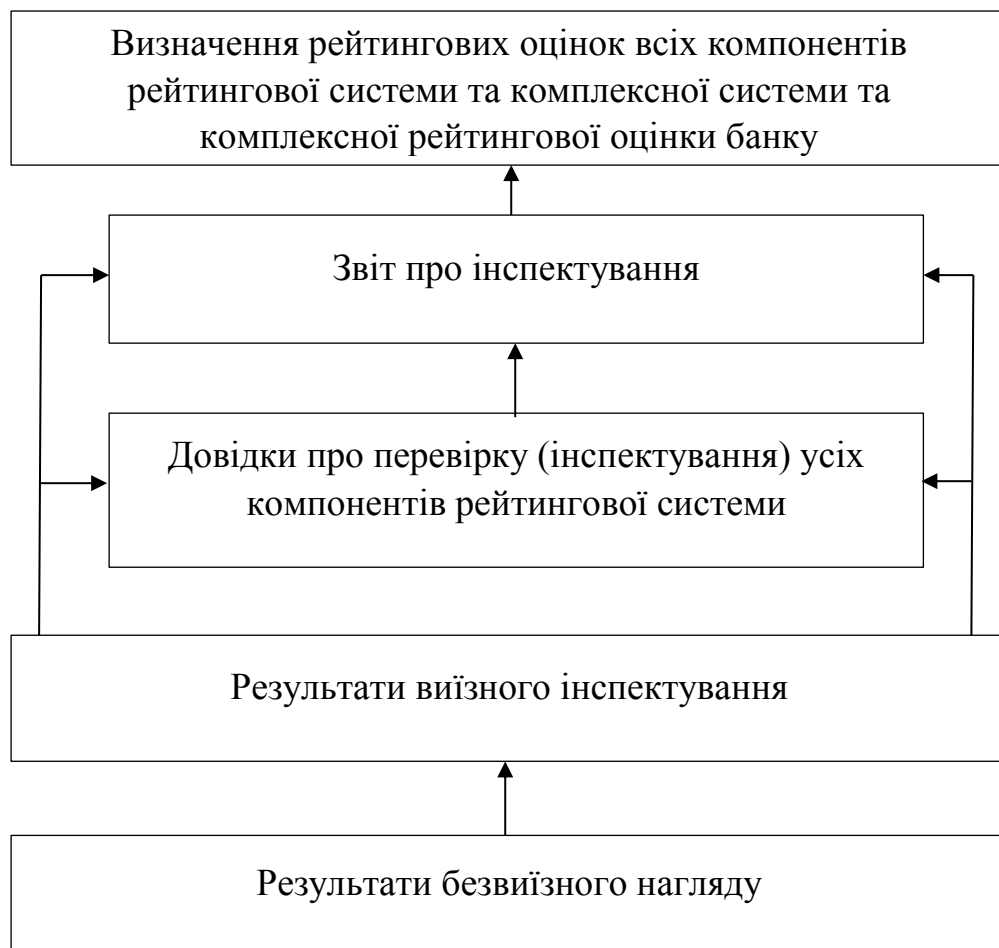 Визначення рейтингових оцінок всіх компонентів
рейтингової системи та комплексної системи та
комплексної рейтингової оцінки банку
Звіт про інспектування
Довідки про перевірку (інспектування) усіх
компонентів рейтингової системи
Результати виїзного інспектування
Результати безвиїзного нагляду